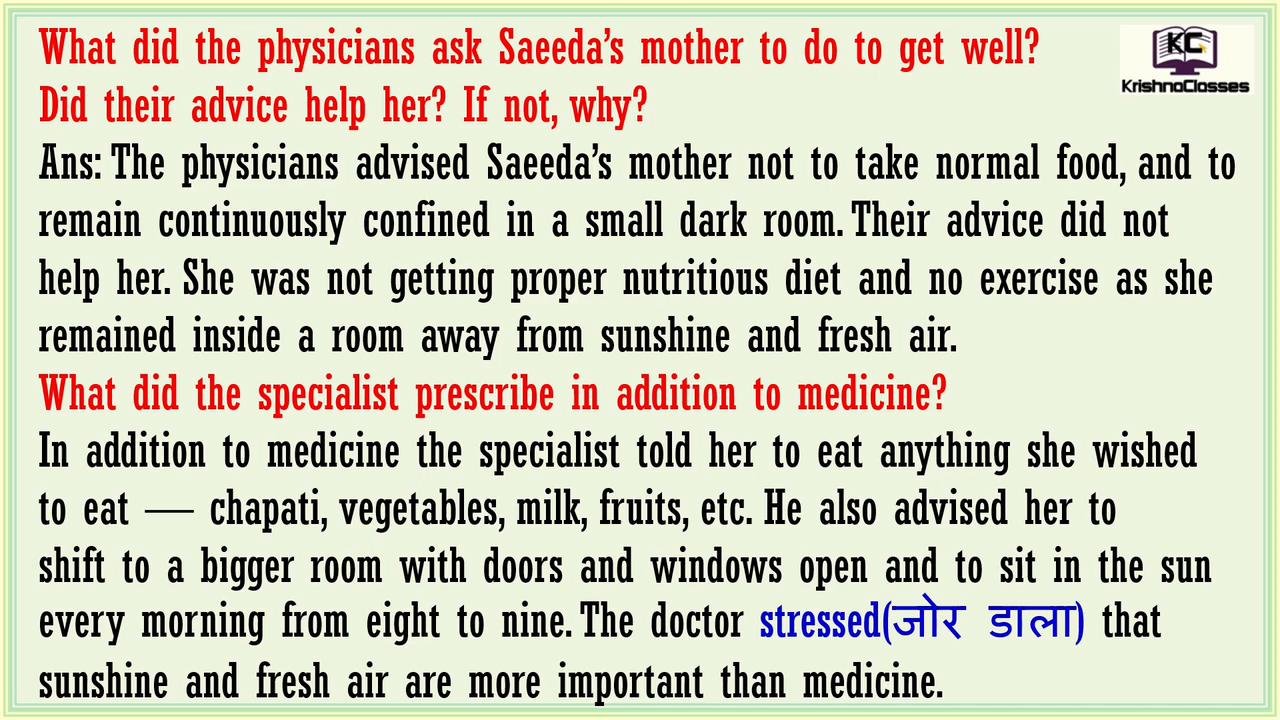 What did the physicians ask Saeeda's mother to do to get well?
KC
KrishnaClasses
Did their advice help her? If not, why?
Ans: The physicians advised Saeeda's mother not to take normal food, and to
remain continuously confined in a small dark room. Their advice did not
help her. She was not getting proper nutritious diet and no exercise as she
remained inside a room away from sunshine and fresh air.
What did the specialist prescribe in addition to medicine?
In addition to medicine the specialist told her to eat anything she wished
to eat — chapati, vegetables, milk, fruits, etc. He also advised her to
shift to a bigger room with doors and windows open and to sit in the sun
every morning from eight to nine. The doctor stressed(जोर डाला) that
sunshine and fresh air are more important than medicine.